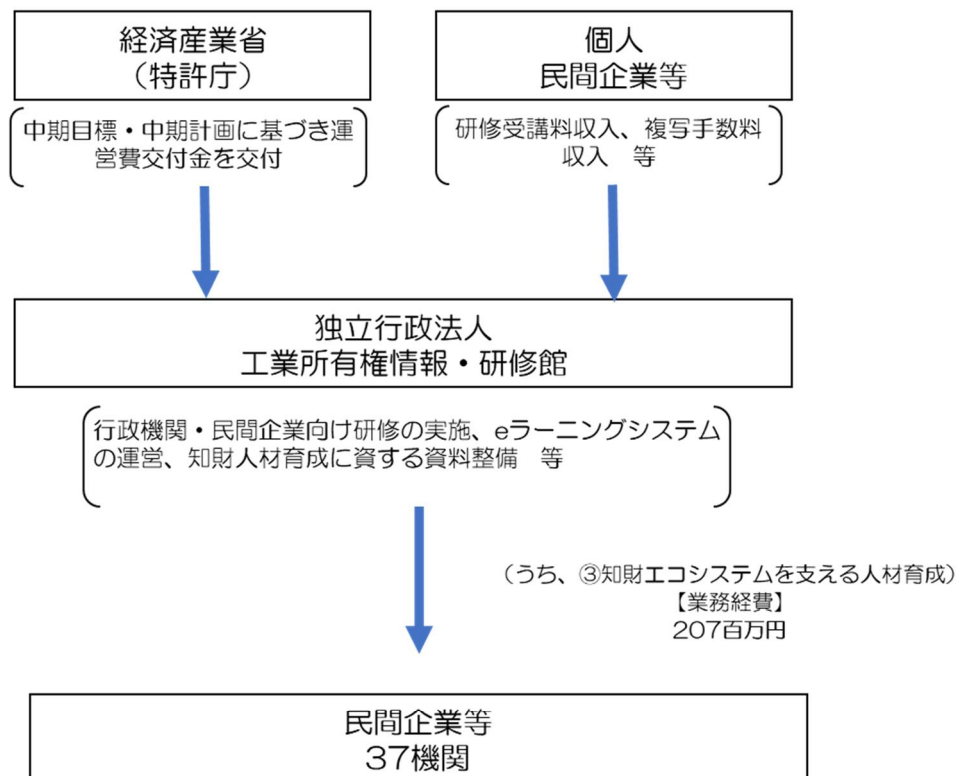 経済産業省
（特許庁）
中期目標・中期計画に基づき運
営費交付金を交付
個人
民間企業等
研修受講料収入、複写手数料
収入　等
独立行政法人
工業所有権情報・研修館
行政機関・民間企業向け研修の実施、eラーニングシステム
の運営、知財人材育成に資する資料整備　等
（うち、③知財エコシステムを支える人材育成）
【業務経費】
207百万円
民間企業等
37機関